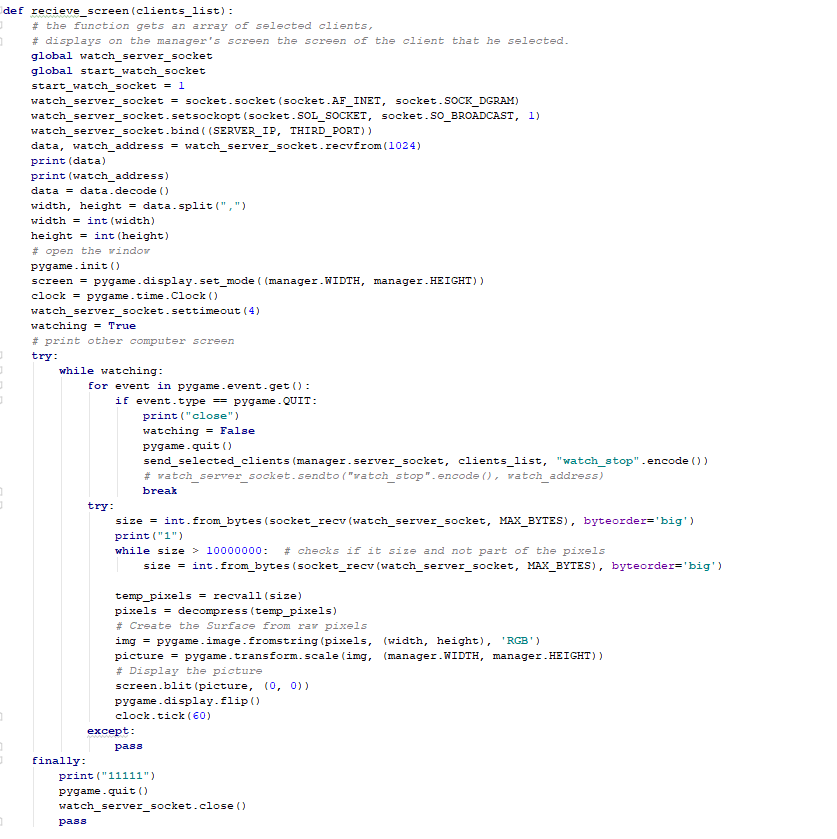 def recieve_screen(clients_list):
    # the function gets an array of selected clients,
    # displays on the manager's screen the screen of the client that he selected.
    global watch_server_socket
    global start_watch_socket
    start_watch_socket = 1
    watch_server_socket = socket.socket(socket.AF_INET, socket.SOCK_DGRAM)
    watch_server_socket.setsockopt(socket.SOL_SOCKET, socket.SO_BROADCAST, 1)
    watch_server_socket.bind((SERVER_IP, THIRD_PORT))
    data, watch_address = watch_server_socket.recvfrom(1024)
    print(data)
    print(watch_address)
    data = data.decode()
    width, height = data.split(",")
    width = int(width)
    height = int(height)
    # open the window
    pygame.init()
    screen = pygame.display.set_mode((manager.WIDTH, manager.HEIGHT))
    clock = pygame.time.Clock()
    watch_server_socket.settimeout(4)
    watching = True
    # print other computer screen
    try:
        while watching:
            for event in pygame.event.get():
                if event.type == pygame.QUIT:
                    print("close")
                    watching = False
                    pygame.quit()
                    send_selected_clients(manager.server_socket, clients_list, "watch_stop".encode())
                    # watch_server_socket.sendto("watch_stop".encode(), watch_address)
                    break
            try:
                size = int.from_bytes(socket_recv(watch_server_socket, MAX_BYTES), byteorder='big')
                print("1")
                while size > 10000000:  # checks if it size and not part of the pixels
                    size = int.from_bytes(socket_recv(watch_server_socket, MAX_BYTES), byteorder='big')

                temp_pixels = recvall(size)
                pixels = decompress(temp_pixels)
                # Create the Surface from raw pixels
                img = pygame.image.fromstring(pixels, (width, height), 'RGB')
                picture = pygame.transform.scale(img, (manager.WIDTH, manager.HEIGHT))
                # Display the picture
                screen.blit(picture, (0, 0))
                pygame.display.flip()
                clock.tick(60)
            except:
                pass
    finally:
        print("11111")
        pygame.quit()
        watch_server_socket.close()
        pass